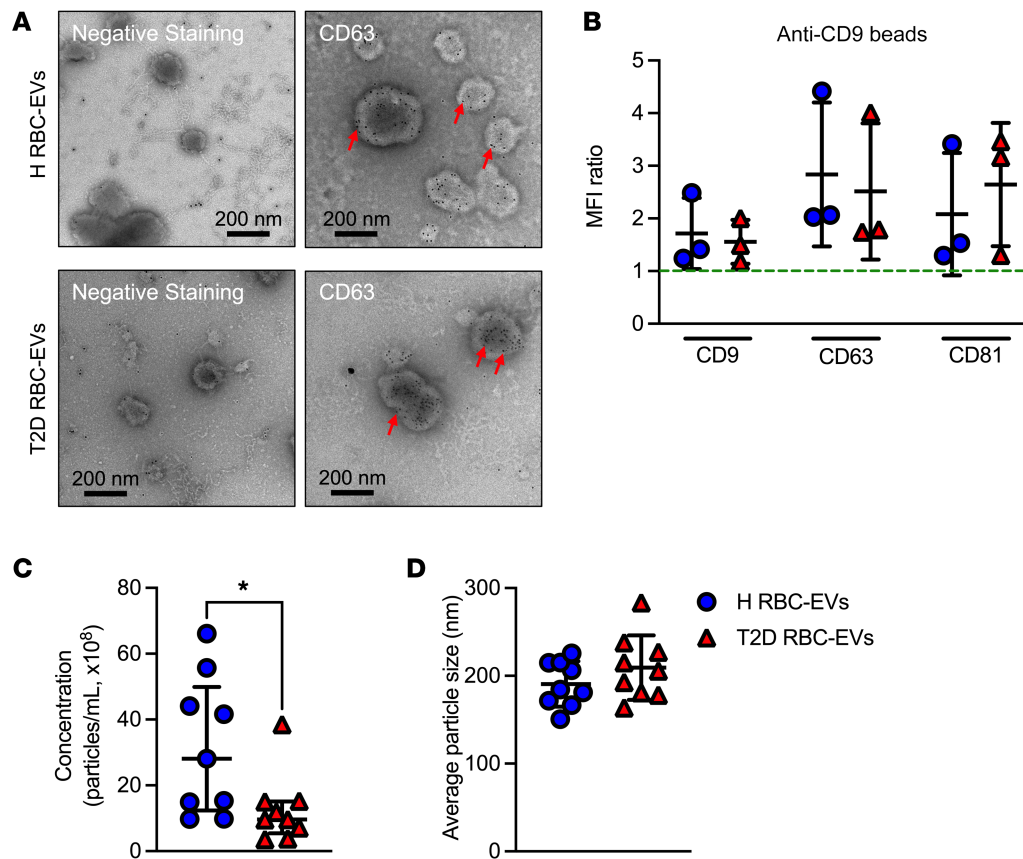 A
Negative Staining
CD63
H RBC-EVs
200 nm
200 nm
Negative Staining
CD63
T2D RBC-EVs
200 nm
200 nm
B
Anti-CD9 beads
MFI ratio
5
4
3
2
1
0
CD9
CD63
CD81
C
*
Concentration
(particles/mL, x10⁸)
80
60
40
20
0
D
Average particle size (nm)
300
200
100
0
H RBC-EVs
T2D RBC-EVs